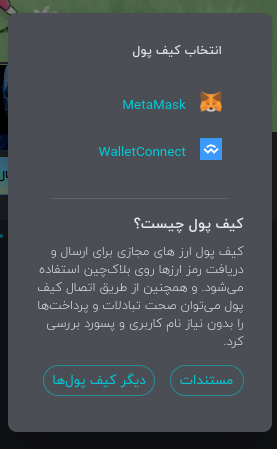 انتخاب کیف پول
MetaMask
WalletConnect
کیف پول چیست؟
کیف پول ارز های مجازی برای ارسال و
دریافت رمز ارزها روی بلاک‌چین استفاده
می‌شود. و همچنین از طریق اتصال کیف
پول می‌توان صحت تبادلات و پرداخت‌ها
را بدون نیاز نام کاربری و پسورد بررسی
کرد.
مستندات
دیگر کیف پول‌ها